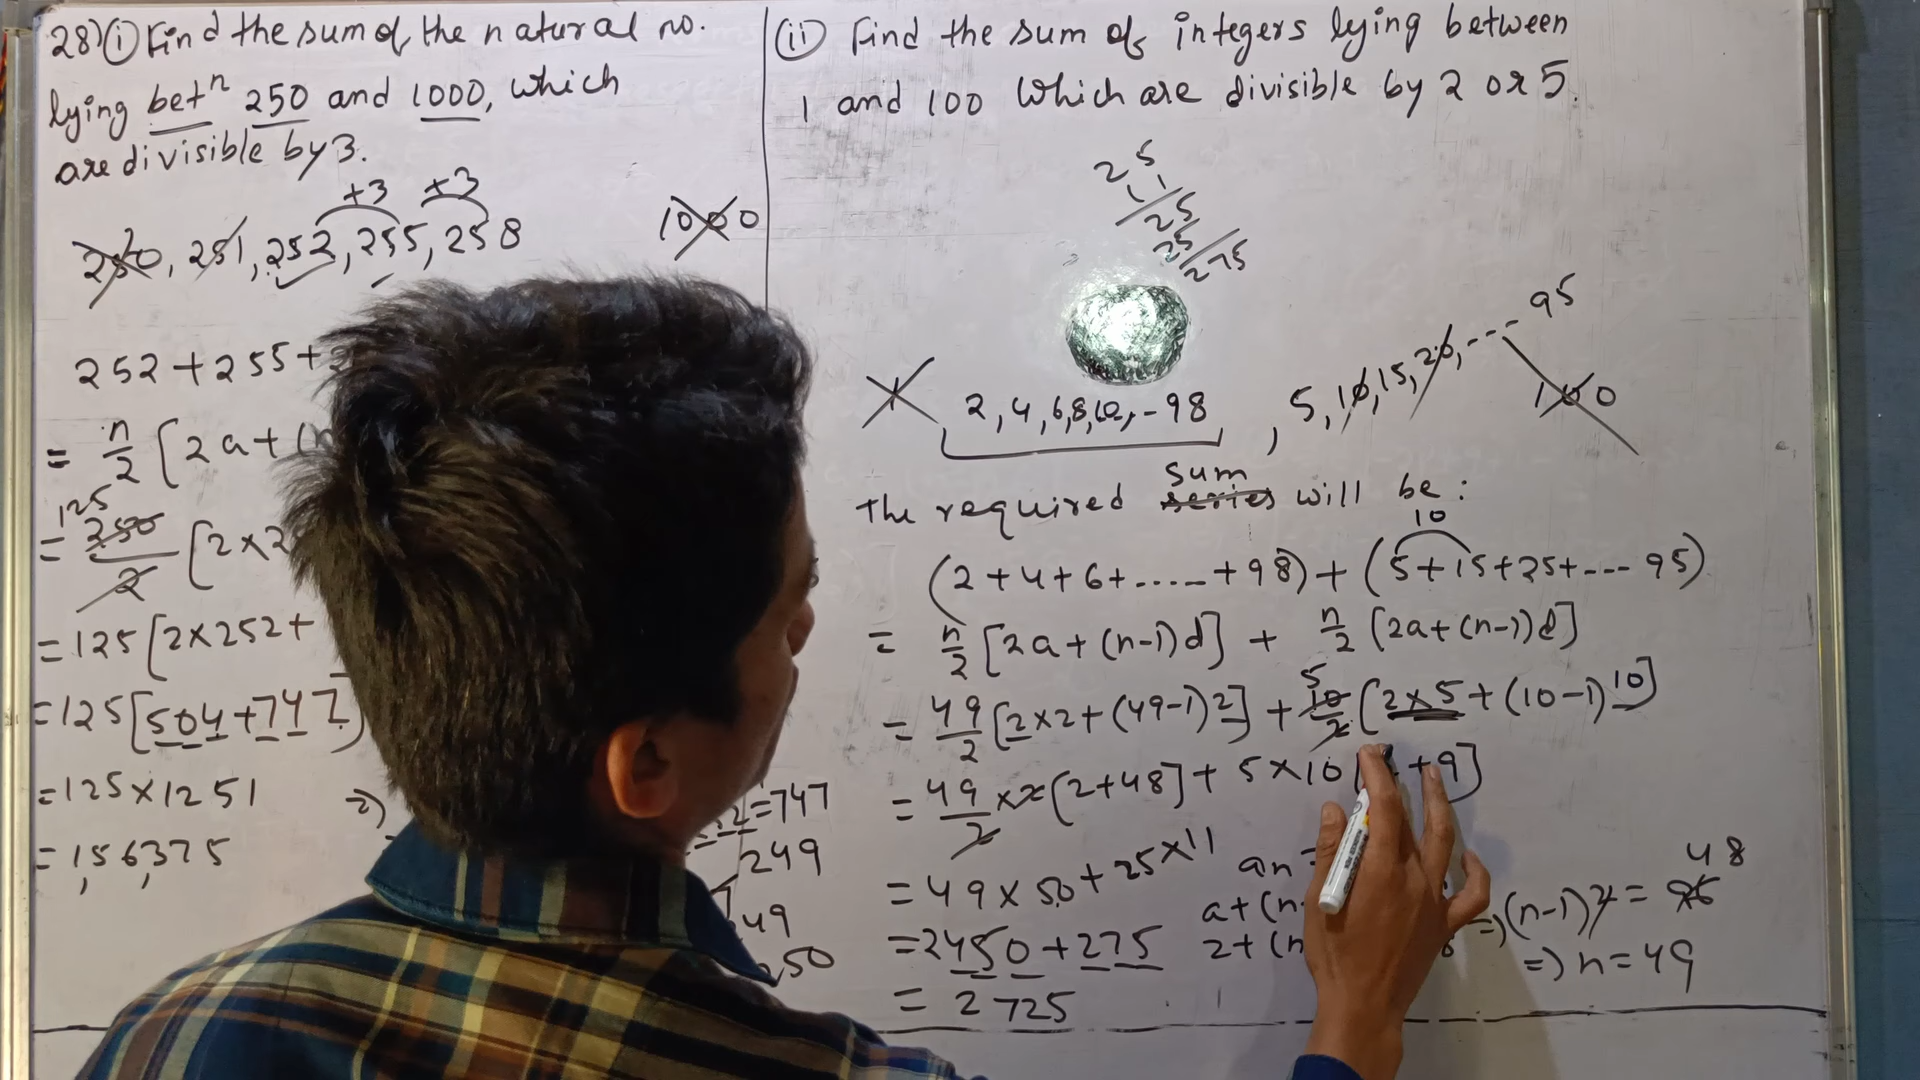 28) i) Find the sum of the natural no.
lying betn 250 and 1000, which
are divisible by 3.
+3 +3
250, 251, 252, 255, 258 1000
252+255+
= n/2 [2a+(n
125
= 250/2 [2×2
=125[2×252+
=125[504+747]
=125×1251 =)
=1,56,375
=747
249
49
250
(ii) Find the sum of integers lying between
1 and 100 Which are divisible by 2 or 5.
25
25
275
95
2, 4, 6, 8, 10, - 98, , 5, 10, 15, 20, --- 100
the required series sum will be:
10
(2+4+6+.....+98)+(5+15+25+--- 95)
= n/2 [2a+(n-1)d] + n/2 [2a+(n-1)d]
= 49/2 [2×2+(49-1)2] + 5 10/2 [2×5+(10-1)10]
= 49/2 ×2[2+48]+ 5×10[ +9]
= 49×50+25×11
=2450+275
= 2725
an=
a+(n-
2+(n
=)(n-1)2 = 96 48
=) n=49